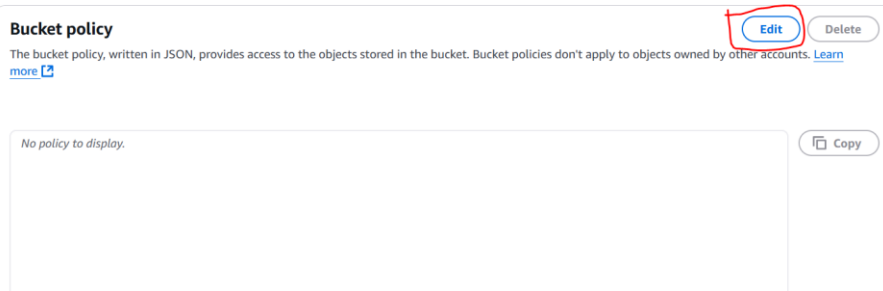 Bucket policy
Edit
Delete
The bucket policy, written in JSON, provides access to the objects stored in the bucket. Bucket policies don't apply to objects owned by other accounts. Learn
more
No policy to display.
Copy